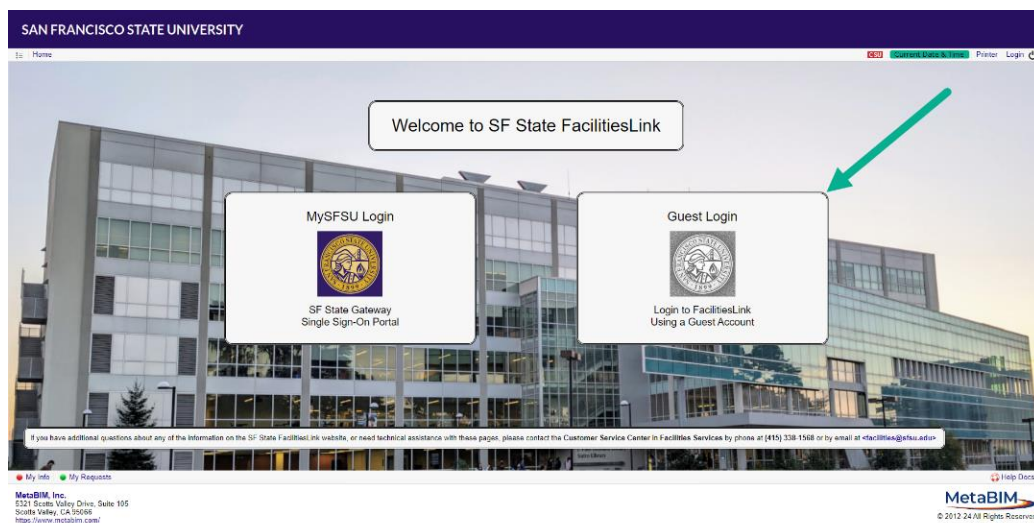 SAN FRANCISCO STATE UNIVERSITY
Home
CSU Current Date & Time Printer Login
Welcome to SF State FacilitiesLink
MySFSU Login
SF State Gateway
Single Sign-On Portal
Guest Login
Login to FacilitiesLink
Using a Guest Account
If you have additional questions about any of the information on the SF State FacilitiesLink website, or need technical assistance with these pages, please contact the Customer Service Center in Facilities Services by phone at (415) 338-1568 or by email at <facilities@sfsu.edu>
My Info My Requests
Help Docs
MetaBIM, Inc.
5321 Scotts Valley Drive, Suite 105
Scotts Valley, CA 95066
https://www.metabim.com/
MetaBIM
© 2012-24 All Rights Reserved